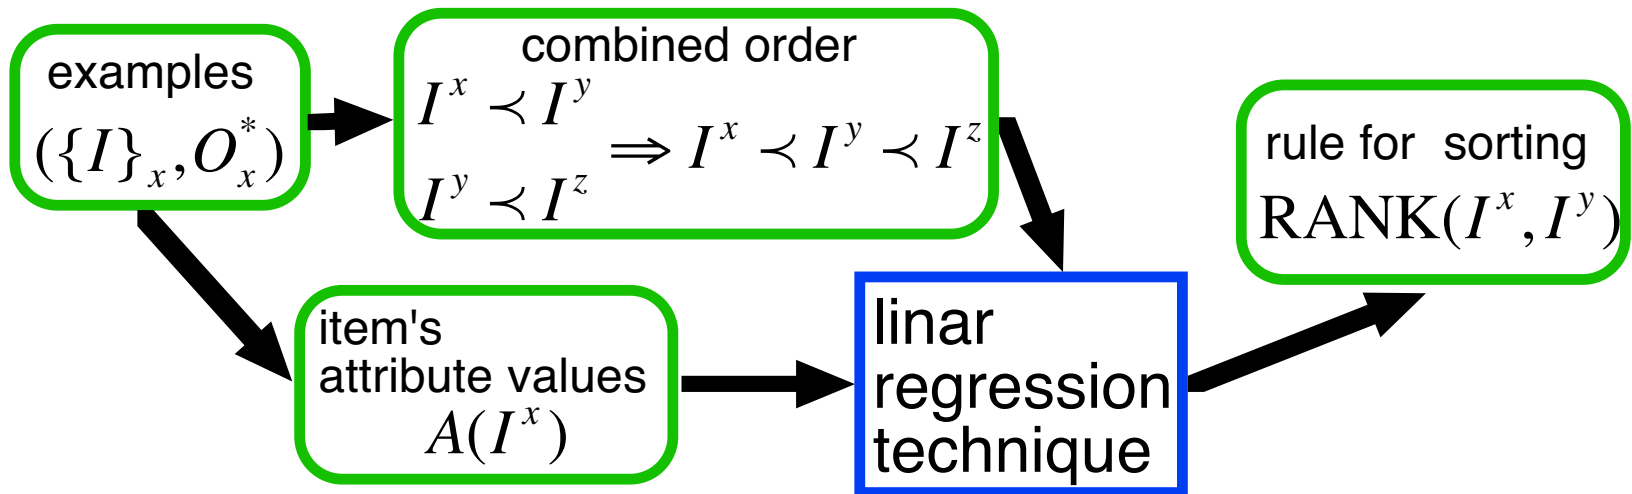 examples
({I}ₓ, O*ₓ)
combined order
Iˣ ≺ Iʸ
⇒ Iˣ ≺ Iʸ ≺ Iᶻ
Iʸ ≺ Iᶻ
rule for sorting
RANK(Iˣ, Iʸ)
item's
attribute values
A(Iˣ)
linar
regression
technique